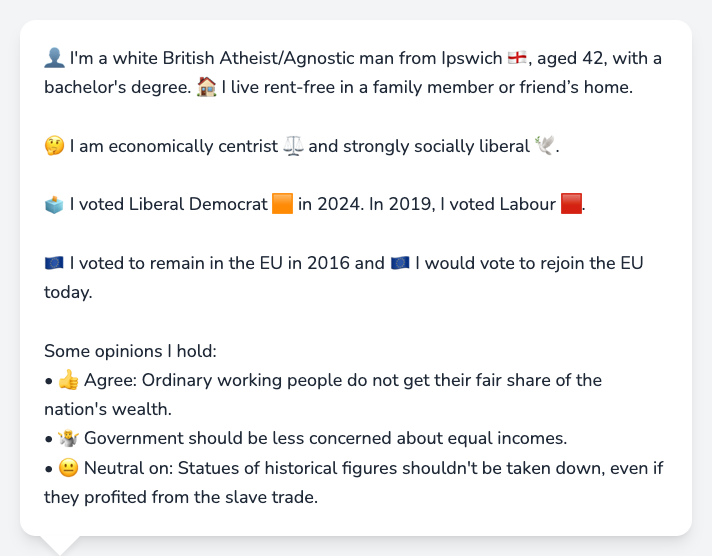 👤 I'm a white British Atheist/Agnostic man from Ipswich 🏴󠁧󠁢󠁥󠁮󠁧󠁿, aged 42, with a
bachelor's degree. 🏠 I live rent-free in a family member or friend’s home.
🤔 I am economically centrist ⚖️ and strongly socially liberal 🕊️.
🗳️ I voted Liberal Democrat 🟧 in 2024. In 2019, I voted Labour 🟥.
🇪🇺 I voted to remain in the EU in 2016 and 🇪🇺 I would vote to rejoin the EU
today.
Some opinions I hold:
• 👍 Agree: Ordinary working people do not get their fair share of the
nation's wealth.
• 🤷 Government should be less concerned about equal incomes.
• 😐 Neutral on: Statues of historical figures shouldn't be taken down, even if
they profited from the slave trade.